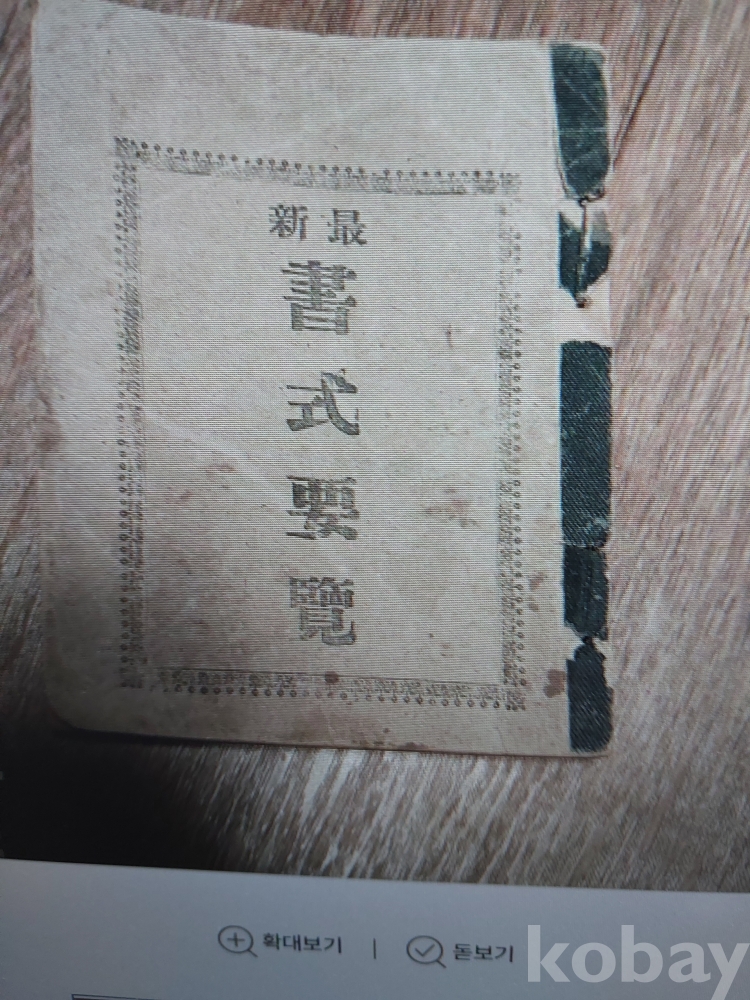 最新
書式要覽
확대보기 | 돋보기
kobay